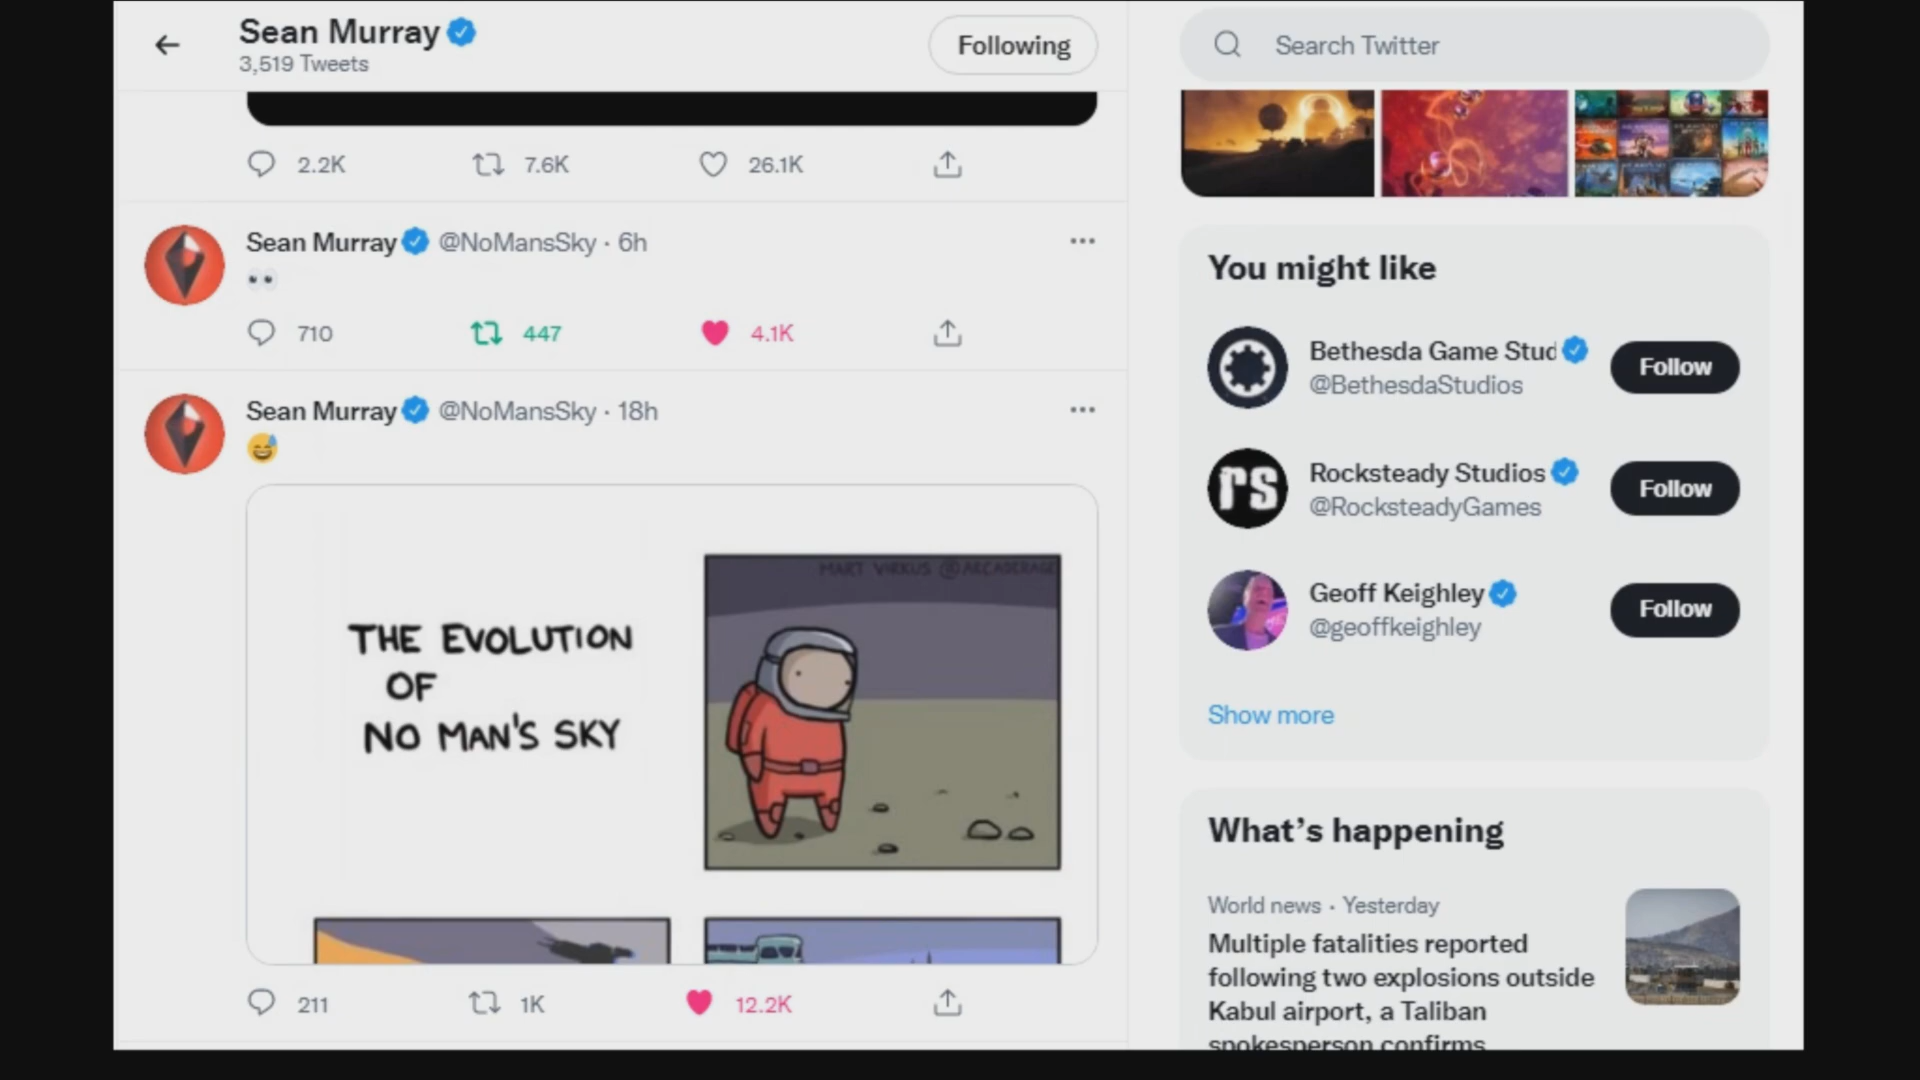 Sean Murray
3,519 Tweets
Following
Search Twitter
2.2K 7.6K 26.1K
Sean Murray @NoMansSky · 6h
710 447 4.1K
Sean Murray @NoMansSky · 18h
THE EVOLUTION
OF
NO MAN'S SKY
MART VIRKUS @ARCADERAGE
211 1K 12.2K
You might like
Bethesda Game Stud
@BethesdaStudios
Follow
rs
Rocksteady Studios
@RocksteadyGames
Follow
Geoff Keighley
@geoffkeighley
Follow
Show more
What's happening
World news · Yesterday
Multiple fatalities reported
following two explosions outside
Kabul airport, a Taliban
spokesperson confirms